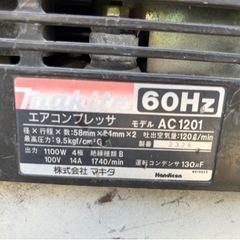 makita 60Hz
エアコンプレッサ モデル AC1201
径×行程×数:58mm×24mm×2 吐出空気量:120ℓ/min
最高圧力:9.5kgf/cm²G 製番
出力 1100W 4極 絶縁種類 B
100V 14A 1740/min 運転コンデンサ 130μF
株式会社 マキタ Handicon